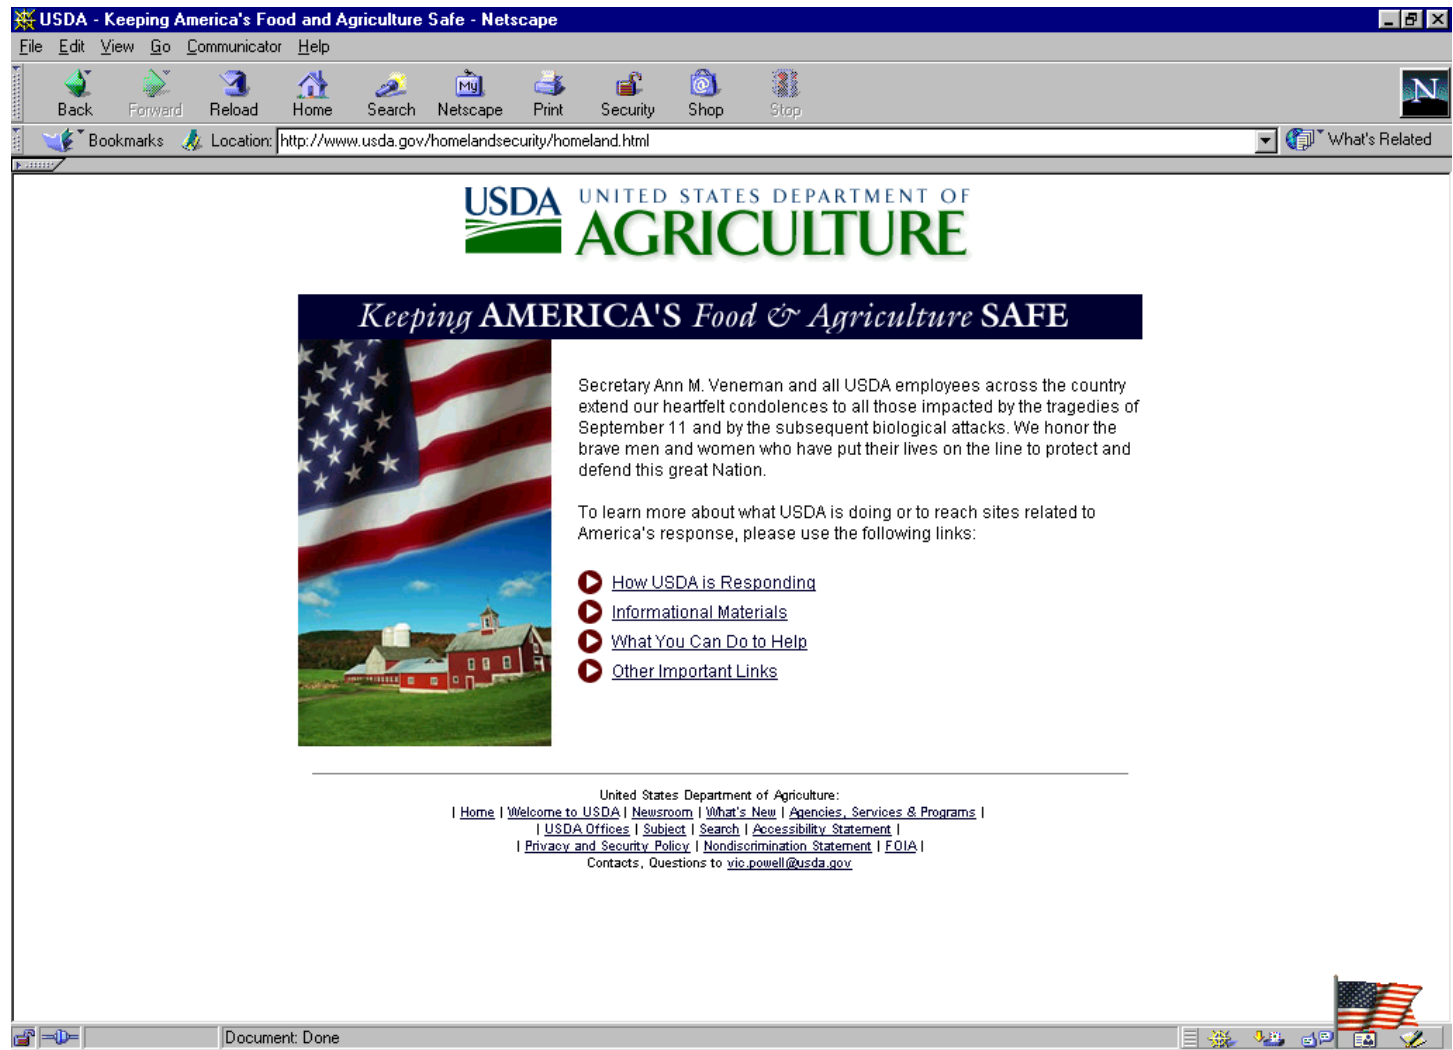 USDA - Keeping America's Food and Agriculture Safe - Netscape
File Edit View Go Communicator Help
Back Forward Reload Home Search Netscape Print Security Shop Stop
My
N
Bookmarks Location: http://www.usda.gov/homelandsecurity/homeland.html What's Related
USDA UNITED STATES DEPARTMENT OF
AGRICULTURE
Keeping AMERICA'S Food & Agriculture SAFE
Secretary Ann M. Veneman and all USDA employees across the country
extend our heartfelt condolences to all those impacted by the tragedies of
September 11 and by the subsequent biological attacks. We honor the
brave men and women who have put their lives on the line to protect and
defend this great Nation.
To learn more about what USDA is doing or to reach sites related to
America's response, please use the following links:
How USDA is Responding
Informational Materials
What You Can Do to Help
Other Important Links
United States Department of Agriculture:
| Home | Welcome to USDA | Newsroom | What's New | Agencies, Services & Programs |
| USDA Offices | Subject | Search | Accessibility Statement |
| Privacy and Security Policy | Nondiscrimination Statement | FOIA |
Contacts, Questions to vic.powell@usda.gov
Document: Done